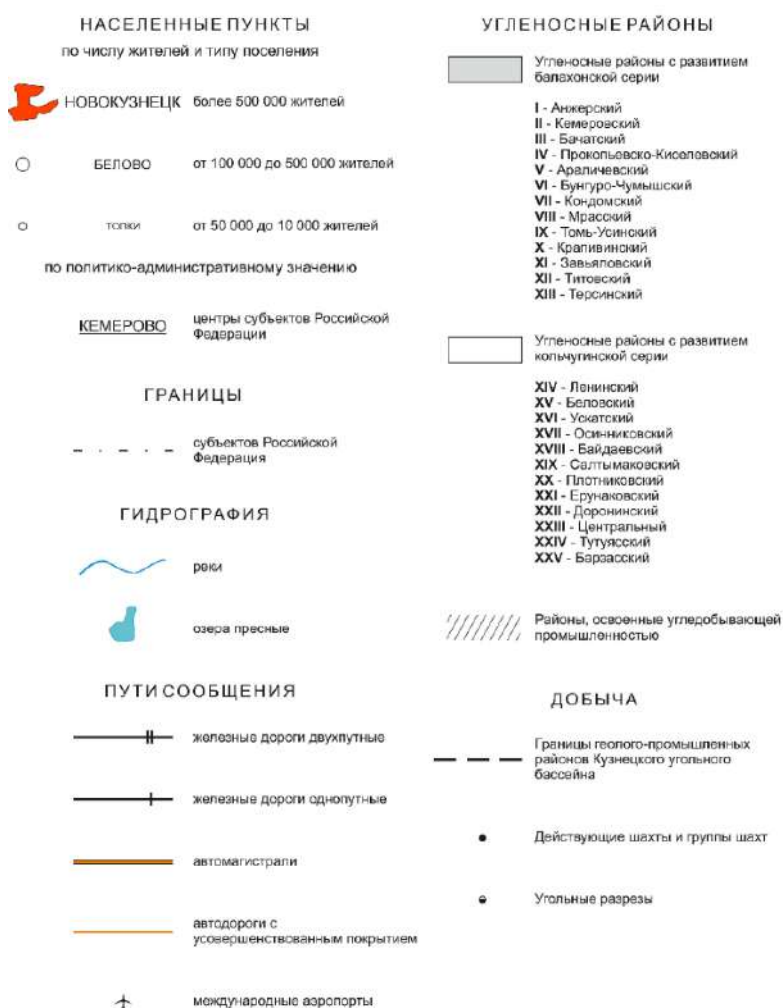 НАСЕЛЕННЫЕ ПУНКТЫ
по числу жителей и типу поселения
НОВОКУЗНЕЦК более 500 000 жителей
БЕЛОВО от 100 000 до 500 000 жителей
ТОПКИ от 50 000 до 10 000 жителей
по политико-административному значению
КЕМЕРОВО центры субъектов Российской
Федерации
ГРАНИЦЫ
субъектов Российской
Федерация
ГИДРОГРАФИЯ
реки
озера пресные
ПУТИ СООБЩЕНИЯ
железные дороги двухпутные
железные дороги однопутные
автомагистрали
автодороги с
усовершенствованным покрытием
международные аэропорты
УГЛЕНОСНЫЕ РАЙОНЫ
Угленосные районы с развитием
балахонской серии
I - Анжерский
II - Кемеровский
III - Бачатский
IV - Прокопьевско-Киселевский
V - Араличевский
VI - Бунгуро-Чумышский
VII - Кондомский
VIII - Мрасский
IX - Томь-Усинский
X - Крапивинский
XI - Завьяловский
XII - Титовский
XIII - Терсинский
Угленосные районы с развитием
кольчугинской серии
XIV - Ленинский
XV - Беловский
XVI - Ускатский
XVII - Осинниковский
XVIII - Байдаевский
XIX - Салтымаковский
XX - Плотниковский
XXI - Ерунаковский
XXII - Доронинский
XXIII - Центральный
XXIV - Тутуясский
XXV - Барзасский
Районы, освоенные угледобывающей
промышленностью
ДОБЫЧА
Границы геолого-промышленных
районов Кузнецкого угольного
бассейна
Действующие шахты и группы шахт
Угольные разрезы